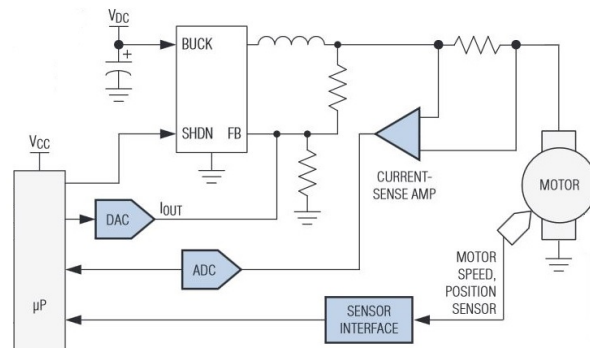 VDC
+
BUCK
SHDN
FB
VCC
CURRENT-
SENSE AMP
MOTOR
DAC
IOUT
ADC
MOTOR
SPEED,
POSITION
SENSOR
µP
SENSOR
INTERFACE